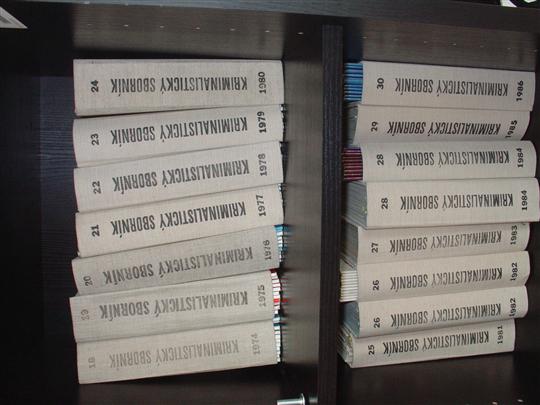 24 KRIMINALISTICKÝ SBORNÍK 1980
23 KRIMINALISTICKÝ SBORNÍK 1979
22 KRIMINALISTICKÝ SBORNÍK 1978
21 KRIMINALISTICKÝ SBORNÍK 1977
20 KRIMINALISTICKÝ SBORNÍK 1976
19 KRIMINALISTICKÝ SBORNÍK 1975
18 KRIMINALISTICKÝ SBORNÍK 1974
30 KRIMINALISTICKÝ SBORNÍK 1986
29 KRIMINALISTICKÝ SBORNÍK 1985
28 KRIMINALISTICKÝ SBORNÍK 1984
28 KRIMINALISTICKÝ SBORNÍK 1984
27 KRIMINALISTICKÝ SBORNÍK 1983
26 KRIMINALISTICKÝ SBORNÍK 1982
26 KRIMINALISTICKÝ SBORNÍK 1982
25 KRIMINALISTICKÝ SBORNÍK 1981